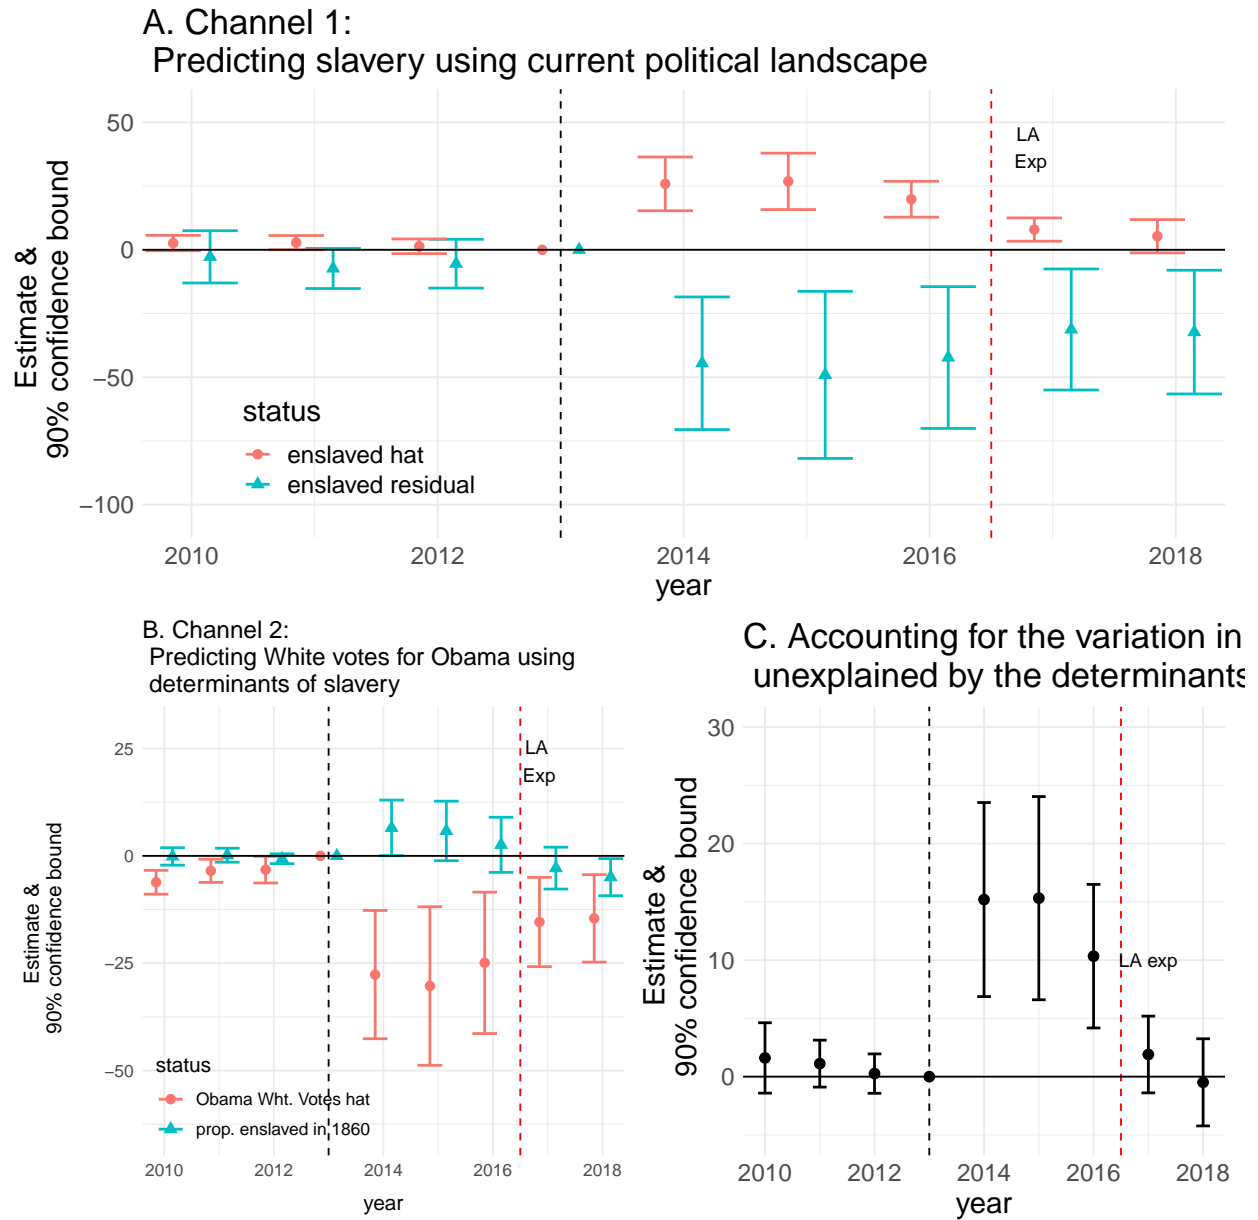 A. Channel 1:
Predicting slavery using current political landscape
50
0
−50
−100
Estimate &
90% confidence bound
LA
Exp
status
enslaved hat
enslaved residual
2010
2012
2014
2016
2018
year
B. Channel 2:
Predicting White votes for Obama using
determinants of slavery
25
0
−25
−50
Estimate &
90% confidence bound
LA
Exp
status
Obama Wht. Votes hat
prop. enslaved in 1860
2010
2012
2014
2016
2018
year
C. Accounting for the variation in
unexplained by the determinants
30
20
10
0
Estimate &
90% confidence bound
LA exp
2010
2012
2014
2016
2018
year